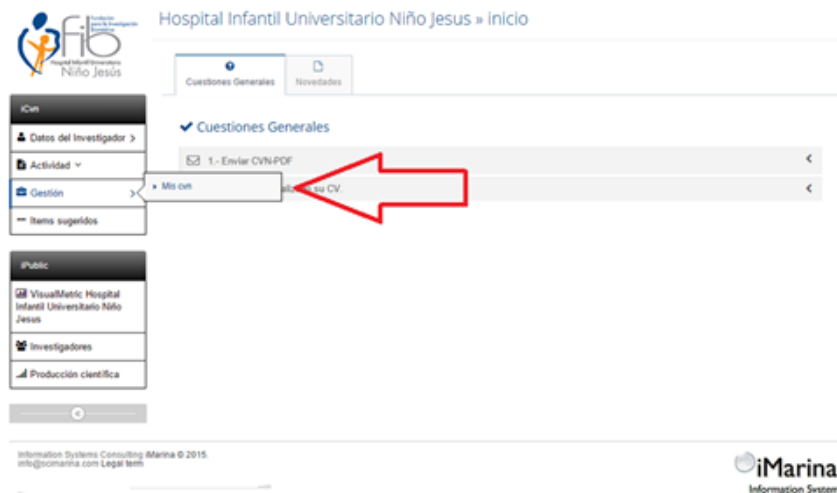 Hospital Infantil Universitario Niño Jesus » inicio
Fundación
para la Investigación
Biomédica
fib
Hospital Infantil Universitario
Niño Jesús
Cuestiones Generales
Novedades
iCvn
Datos del Investigador
Actividad
Gestión
Items sugeridos
Cuestiones Generales
1.- Enviar CVN-PDF
Mis cvn
su CV.
iPublic
VisualMetric Hospital
Infantil Universitario Niño
Jesus
Investigadores
Producción científica
Information Systems Consulting iMarina © 2015.
info@scimarina.com Legal term
iMarina
Information System